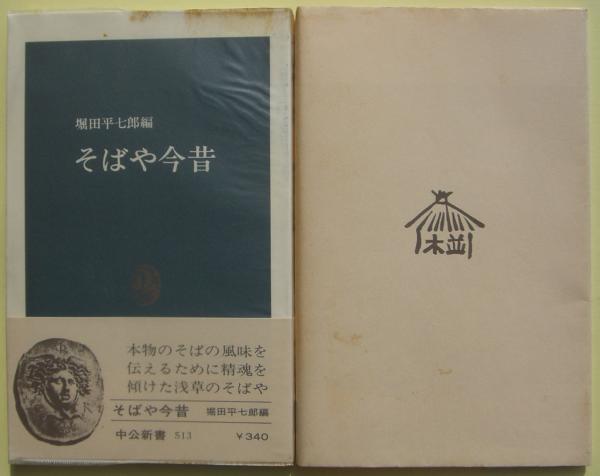 堀田平七郎編
そばや今昔
本物のそばの風味を
伝えるために精魂を
傾けた浅草のそばや
そばや今昔 堀田平七郎編
中公新書 513 ¥340
並木